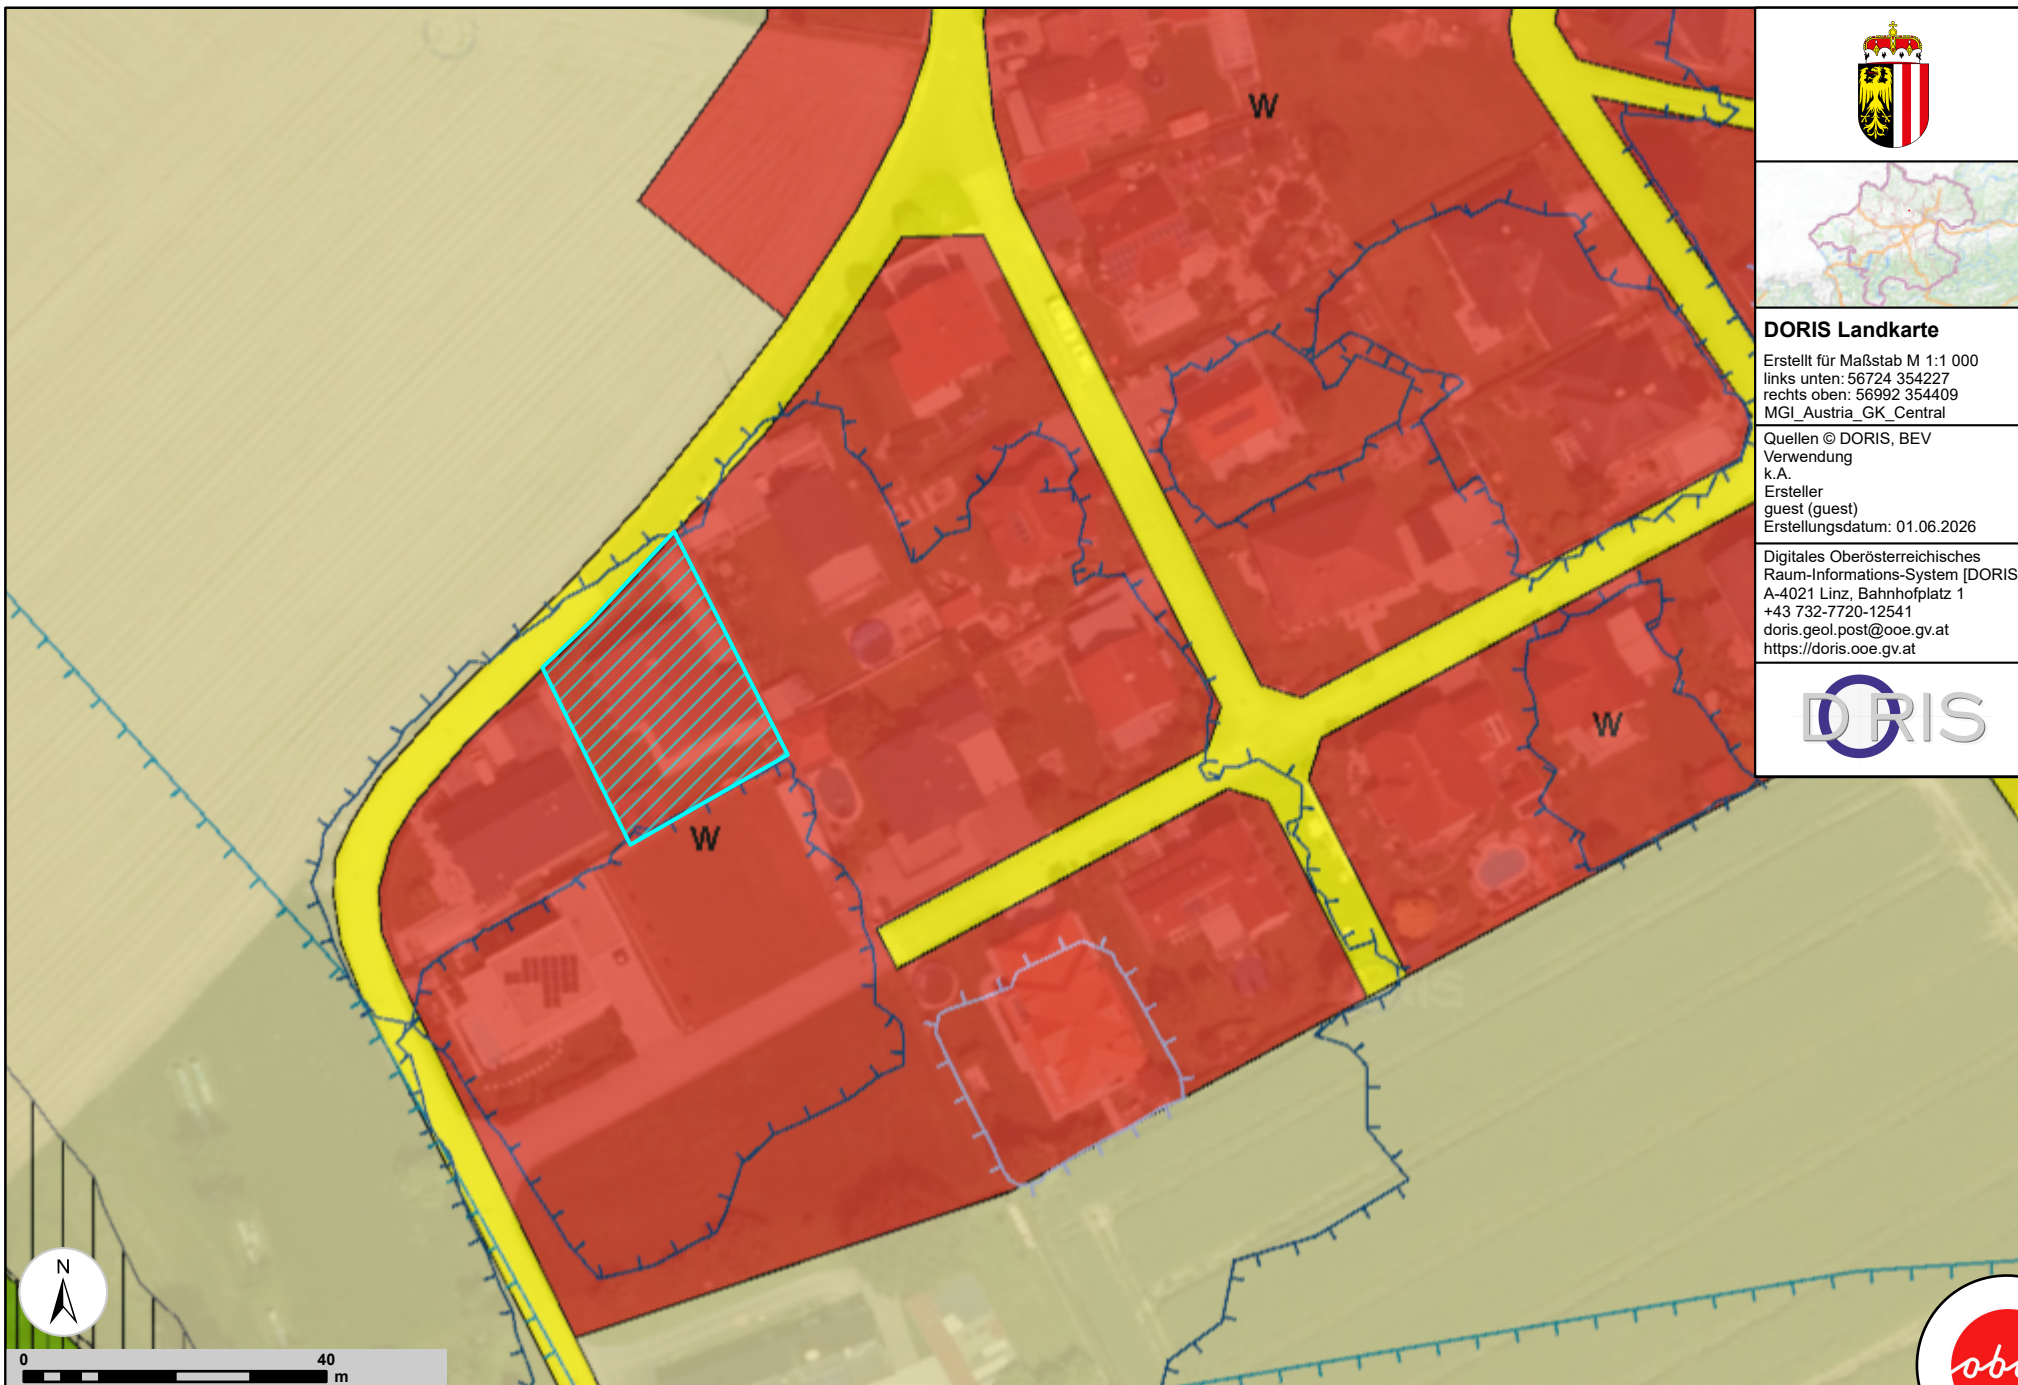 W
W
W
DORIS Landkarte
Erstellt für Maßstab M 1:1 000
links unten: 56724 354227
rechts oben: 56992 354409
MGI_Austria_GK_Central
Quellen © DORIS, BEV
Verwendung
k.A.
Ersteller
guest (guest)
Erstellungsdatum: 01.06.2026
Digitales Oberösterreichisches
Raum-Informations-System [DORIS
A-4021 Linz, Bahnhofplatz 1
+43 732-7720-12541
doris.geol.post@ooe.gv.at
https://doris.ooe.gv.at
DORIS
N
0 40
m